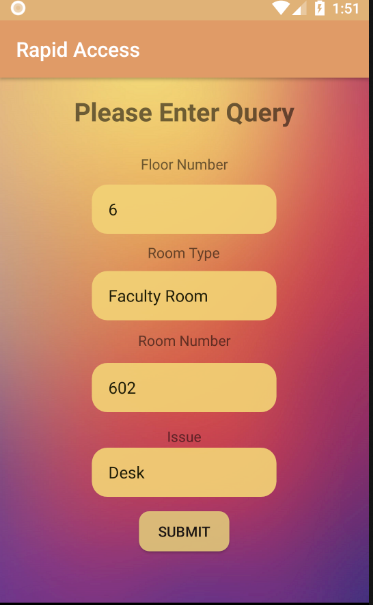 1:51
Rapid Access
Please Enter Query
Floor Number
6
Room Type
Faculty Room
Room Number
602
Issue
Desk
SUBMIT